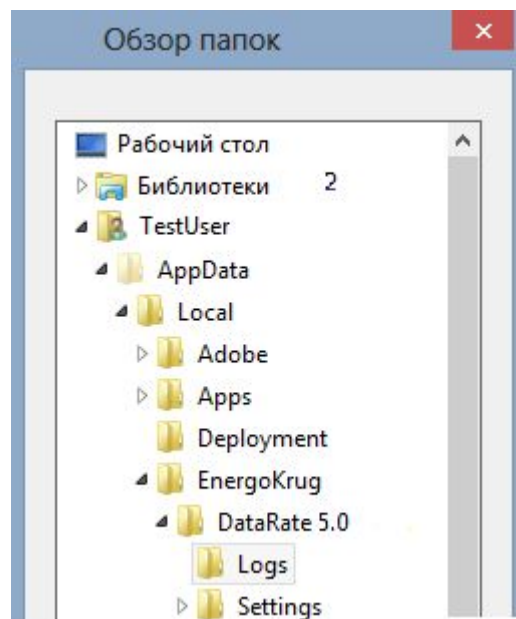 Обзор папок
Рабочий стол
Библиотеки 2
TestUser
AppData
Local
Adobe
Apps
Deployment
EnergoKrug
DataRate 5.0
Logs
Settings